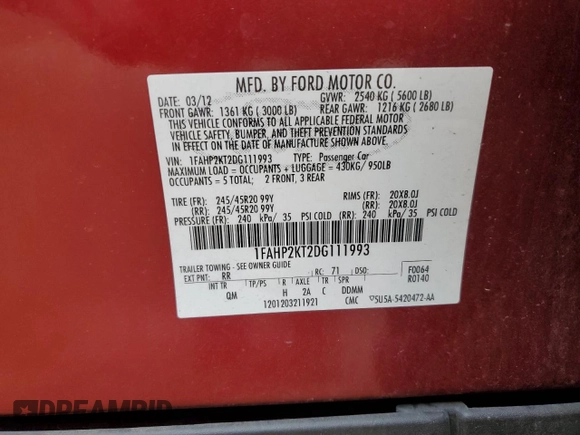 MFD. BY FORD MOTOR CO.
DATE: 03/12 GVWR: 2540 KG ( 5600 LB)
FRONT GAWR: 1361 KG ( 3000 LB) REAR GAWR: 1216 KG ( 2680 LB)
THIS VEHICLE CONFORMS TO ALL APPLICABLE FEDERAL MOTOR
VEHICLE SAFETY, BUMPER, AND THEFT PREVENTION STANDARDS
IN EFFECT ON THE DATE OF MANUFACTURE SHOWN ABOVE.
VIN: 1FAHP2KT2DG111993 TYPE: Passenger Car
MAXIMUM LOAD = OCCUPANTS + LUGGAGE = 430KG/ 950LB
OCCUPANTS = 5 TOTAL; 2 FRONT, 3 REAR
TIRE (FR): 245/45R20 99Y RIMS (FR): 20X8.0J
(RR): 245/45R20 99Y (RR): 20X8.0J
PRESSURE (FR): 240 kPa/ 35 PSI COLD (RR): 240 kPa/ 35 PSI COLD
1FAHP2KT2DG111993
TRAILER TOWING - SEE OWNER GUIDE
EXT PNT: RR RC: 71 DSO: F0064
INT TR TP/PS R AXLE TR SPR R0140
QM H 2A C DDMM
1201203211921 CMC 5U5A-5420472-AA
DREAMBID